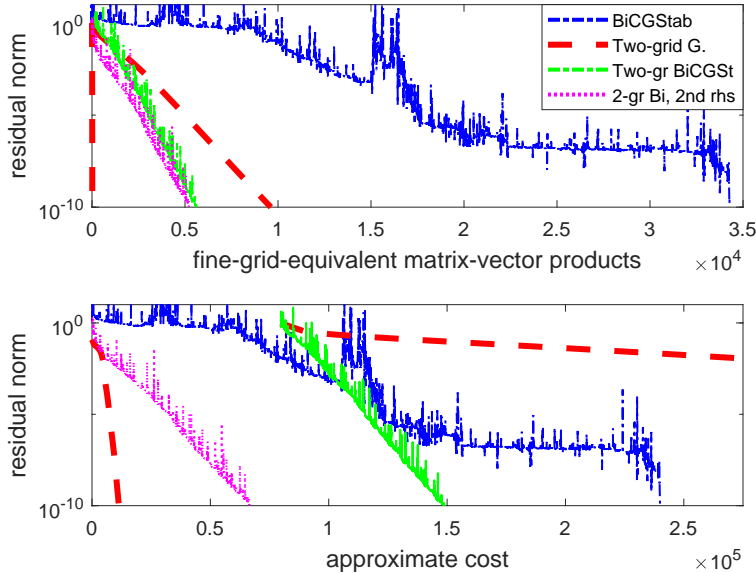 residual norm
10^0
10^-10
BiCGStab
Two-grid G.
Two-gr BiCGSt
2-gr Bi, 2nd rhs
0 0.5 1 1.5 2 2.5 3 3.5
fine-grid-equivalent matrix-vector products
×10^4
residual norm
10^0
10^-10
0 0.5 1 1.5 2 2.5
approximate cost
×10^5